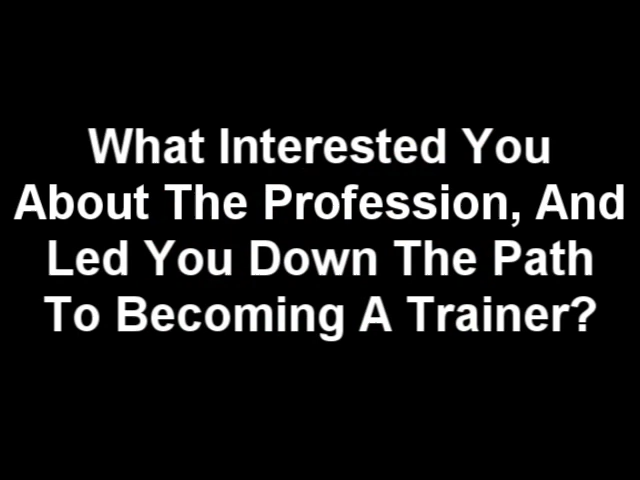 What Interested You
About The Profession, And
Led You Down The Path
To Becoming A Trainer?